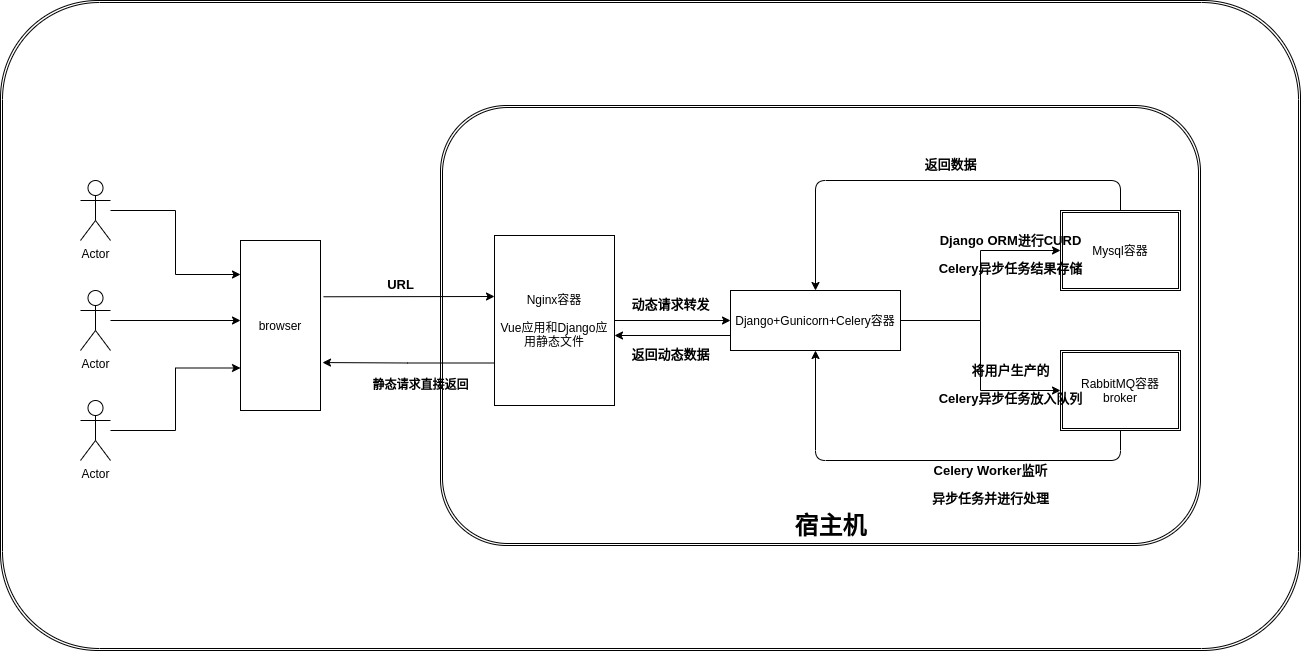 Actor
Actor
Actor
browser
URL
静态请求直接返回
Nginx容器
Vue应用和Django应
用静态文件
动态请求转发
返回动态数据
Django+Gunicorn+Celery容器
返回数据
Django ORM进行CURD
Celery异步任务结果存储
Mysql容器
将用户生产的
Celery异步任务放入队列
RabbitMQ容器
broker
Celery Worker监听
异步任务并进行处理
宿主机